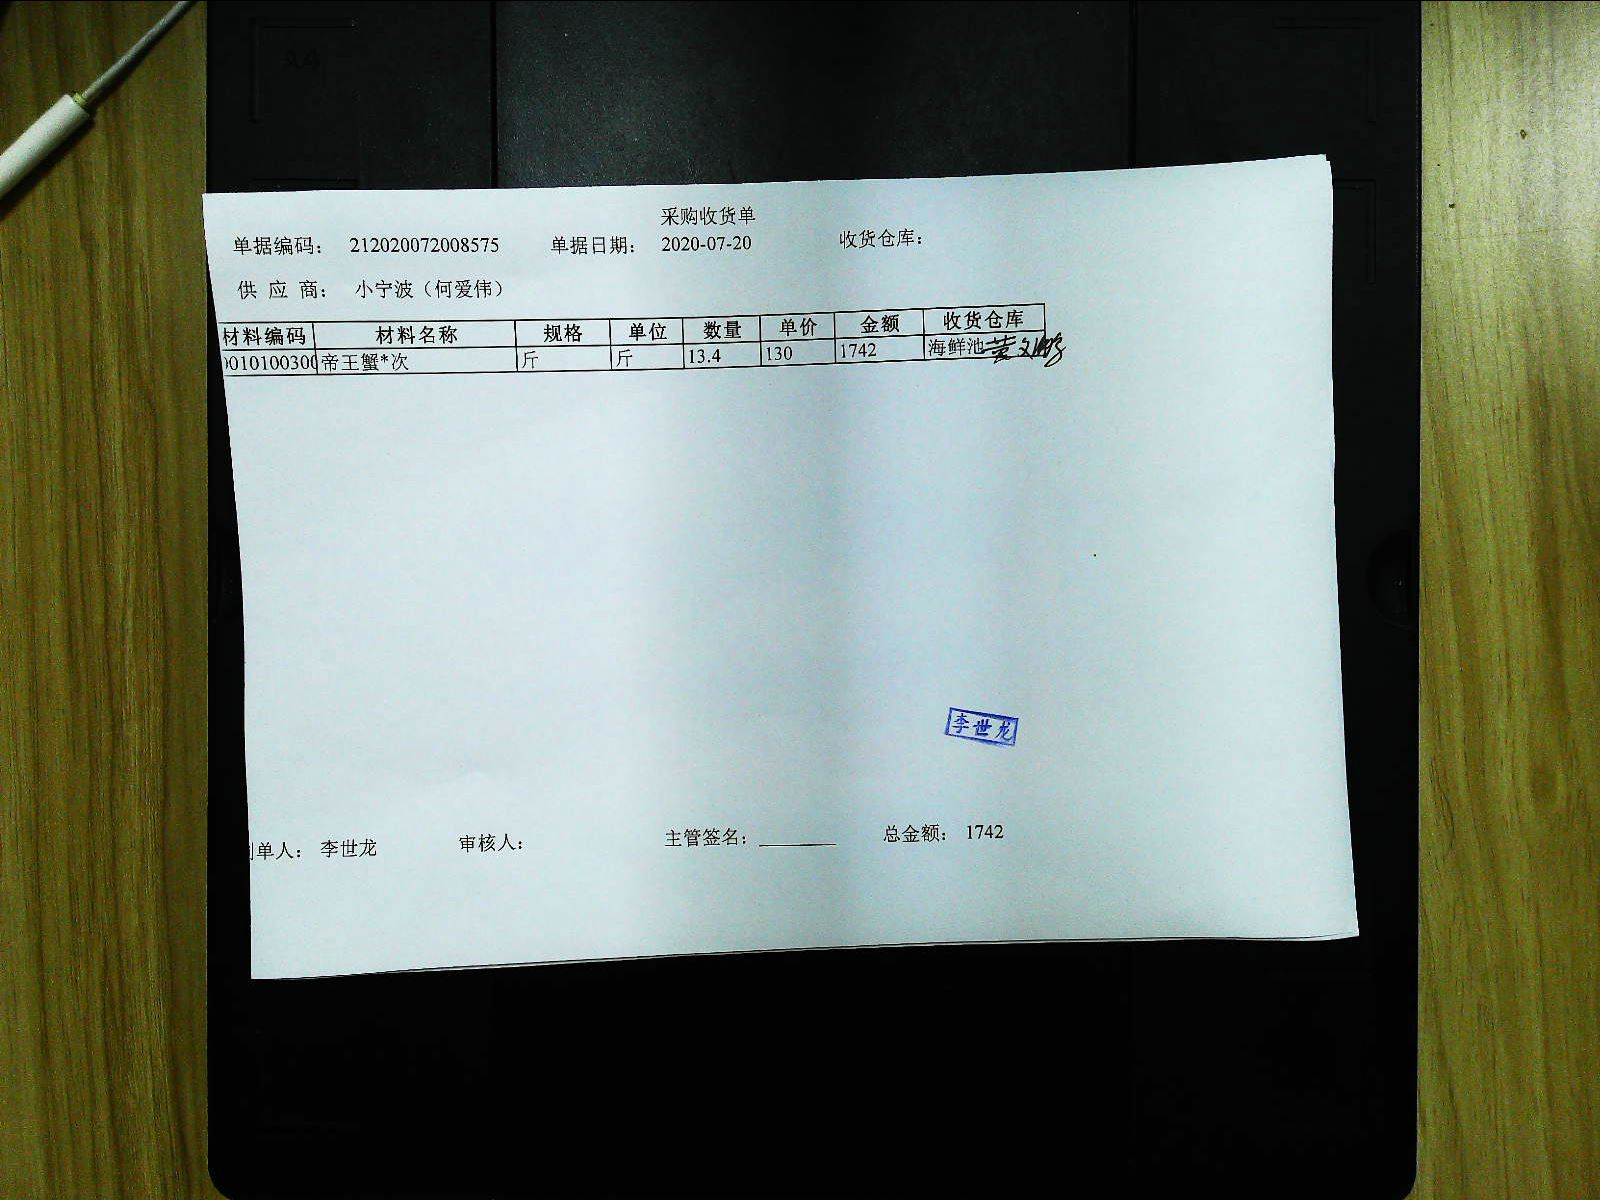 采购收货单
单据编码： 212020072008575 单据日期： 2020-07-20 收货仓库：
供 应 商： 小宁波（何爱伟）
材料编码 材料名称 规格 单位 数量 单价 金额 收货仓库
0010100300 帝王蟹*次 斤 斤 13.4 130 1742 海鲜池
李世龙
单人： 李世龙 审核人： 主管签名： 总金额： 1742